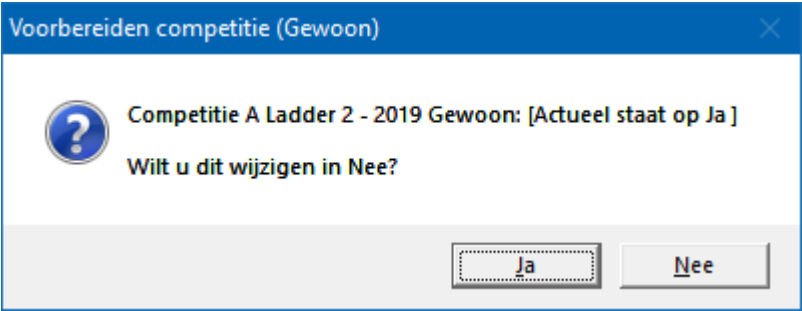 Voorbereiden competitie (Gewoon)
Competitie A Ladder 2 - 2019 Gewoon: [Actueel staat op Ja ]
Wilt u dit wijzigen in Nee?
Ja
Nee